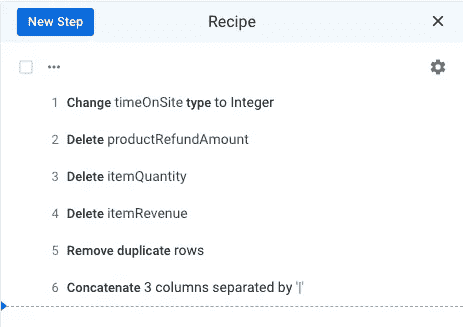 New Step
Recipe
...
1 Change timeOnSite type to Integer
2 Delete productRefundAmount
3 Delete itemQuantity
4 Delete itemRevenue
5 Remove duplicate rows
6 Concatenate 3 columns separated by '|'